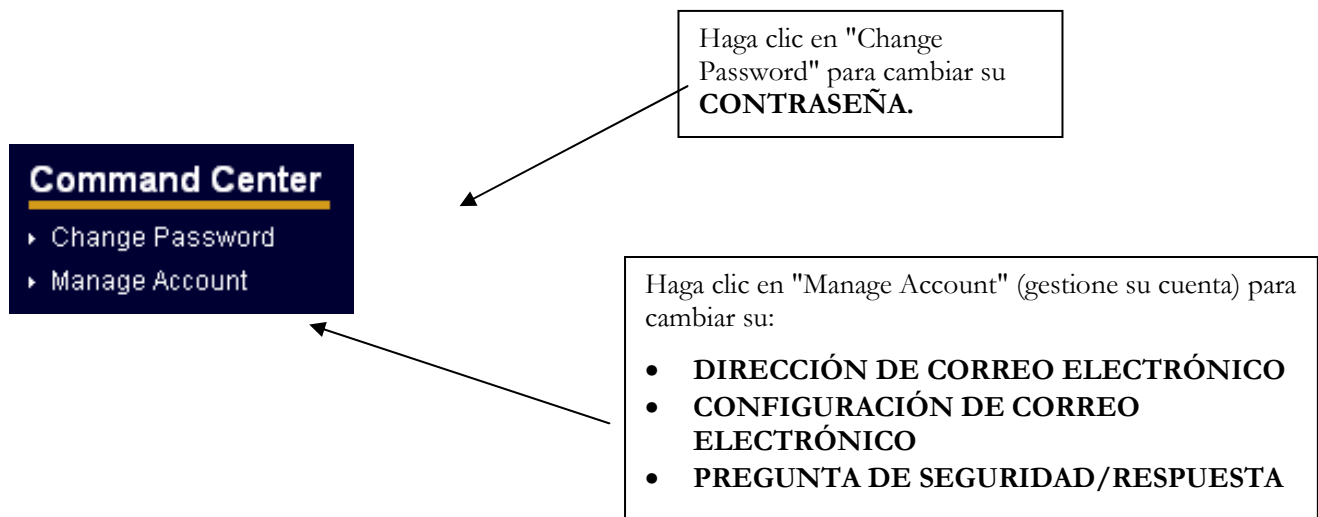 Haga clic en "Change
Password" para cambiar su
CONTRASEÑA.
Command Center
Change Password
Manage Account
Haga clic en "Manage Account" (gestione su cuenta) para
cambiar su:
• DIRECCIÓN DE CORREO ELECTRÓNICO
• CONFIGURACIÓN DE CORREO
ELECTRÓNICO
• PREGUNTA DE SEGURIDAD/RESPUESTA